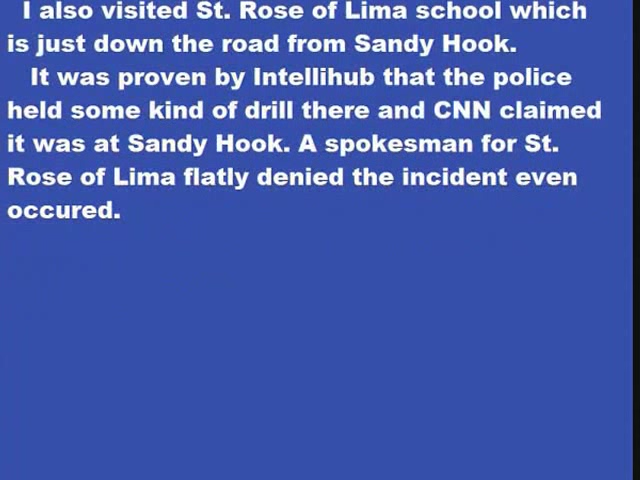 I also visited St. Rose of Lima school which
is just down the road from Sandy Hook.
It was proven by Intellihub that the police
held some kind of drill there and CNN claimed
it was at Sandy Hook. A spokesman for St.
Rose of Lima flatly denied the incident even
occured.